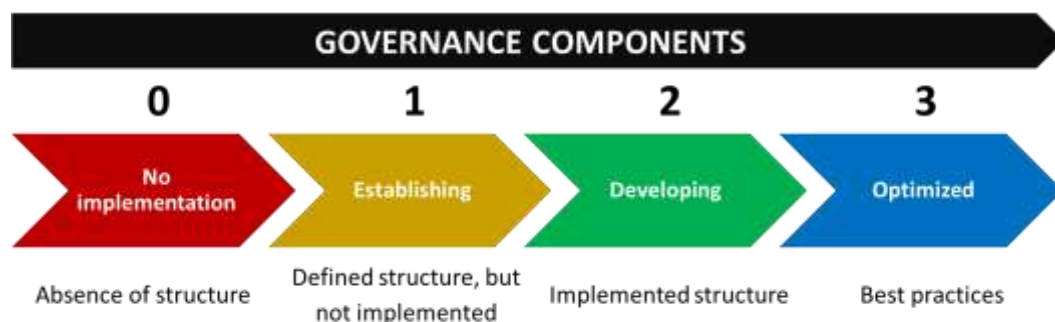 GOVERNANCE COMPONENTS
0 1 2 3
No
implementation
Establishing
Developing
Optimized
Absence of structure
Defined structure, but
not implemented
Implemented structure
Best practices